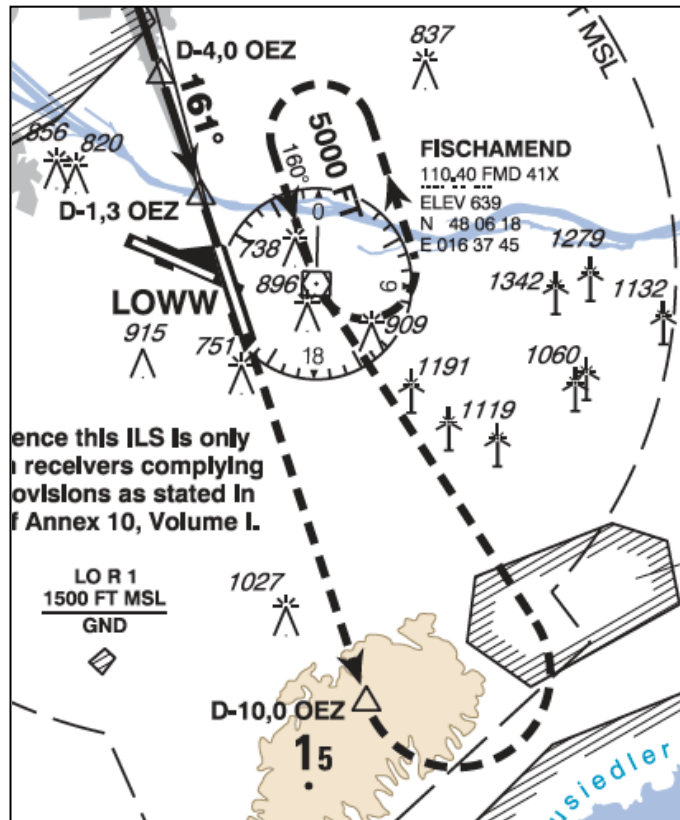 837
T MSL
D-4,0 OEZ
161°
856
820
5000 FT
160°
FISCHAMEND
110.40 FMD 41X
ELEV 639
N 48 06 18
E 016 37 45
D-1,3 OEZ
0
738
1279
1342
1132
896
9
LOWW
909
915
751
18
1191
1060
1119
ence this ILS is only
n receivers complying
ovisions as stated in
f Annex 10, Volume I.
LO R 1
1500 FT MSL
GND
1027
D-10,0 OEZ
15
usiedler